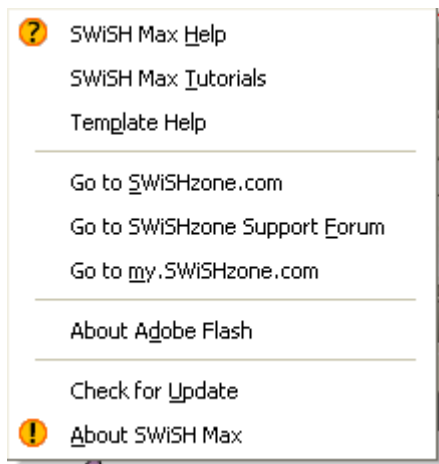 SWiSH Max Help
SWiSH Max Tutorials
Template Help
Go to SWiSHzone.com
Go to SWiSHzone Support Forum
Go to my.SWiSHzone.com
About Adobe Flash
Check for Update
About SWiSH Max